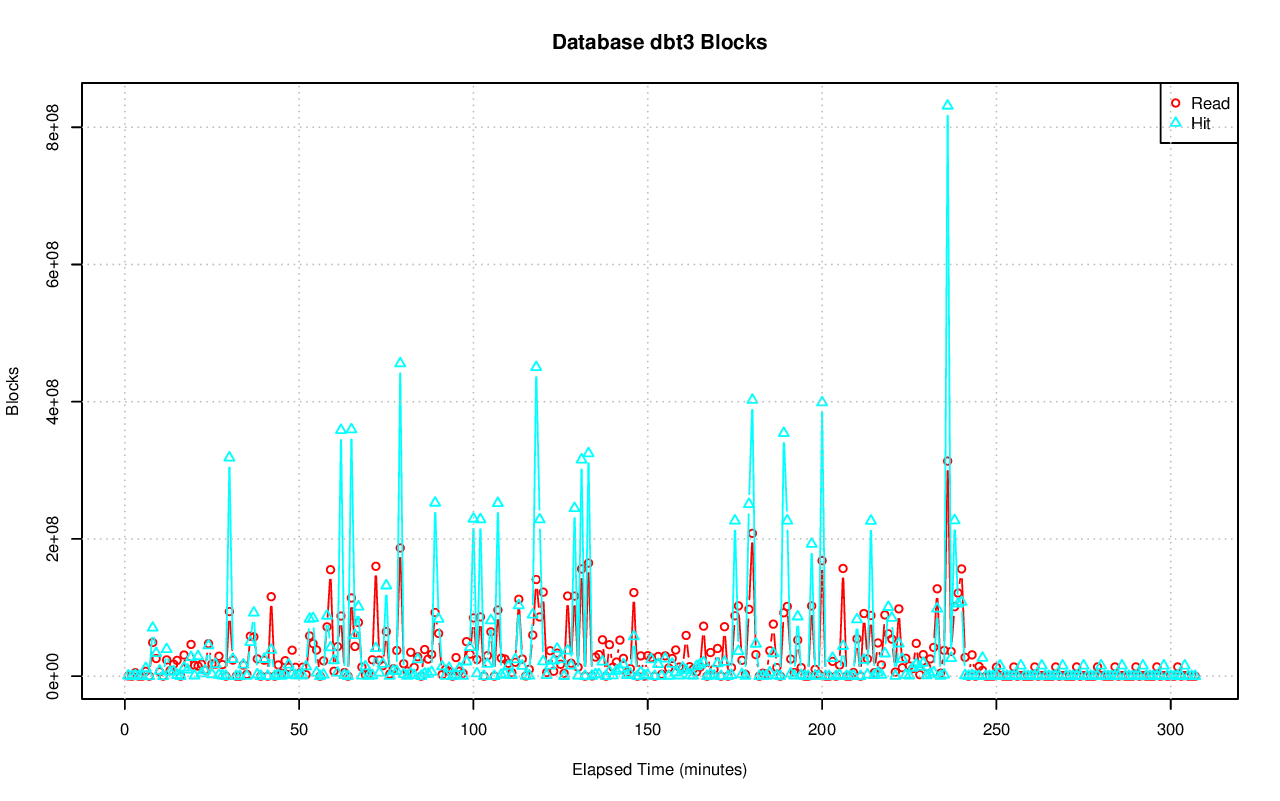 Database dbt3 Blocks
Read
Hit
Blocks
8e+08
6e+08
4e+08
2e+08
0e+00
0 50 100 150 200 250 300
Elapsed Time (minutes)